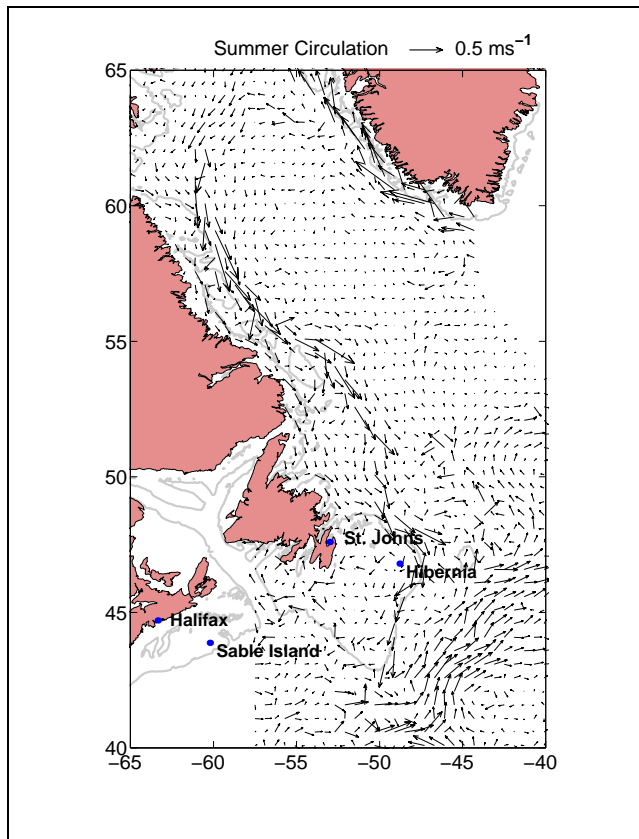 Summer Circulation 0.5 ms⁻¹
65
60
55
50
St. Johns
Hibernia
45
Halifax
Sable Island
40
−65 −60 −55 −50 −45 −40